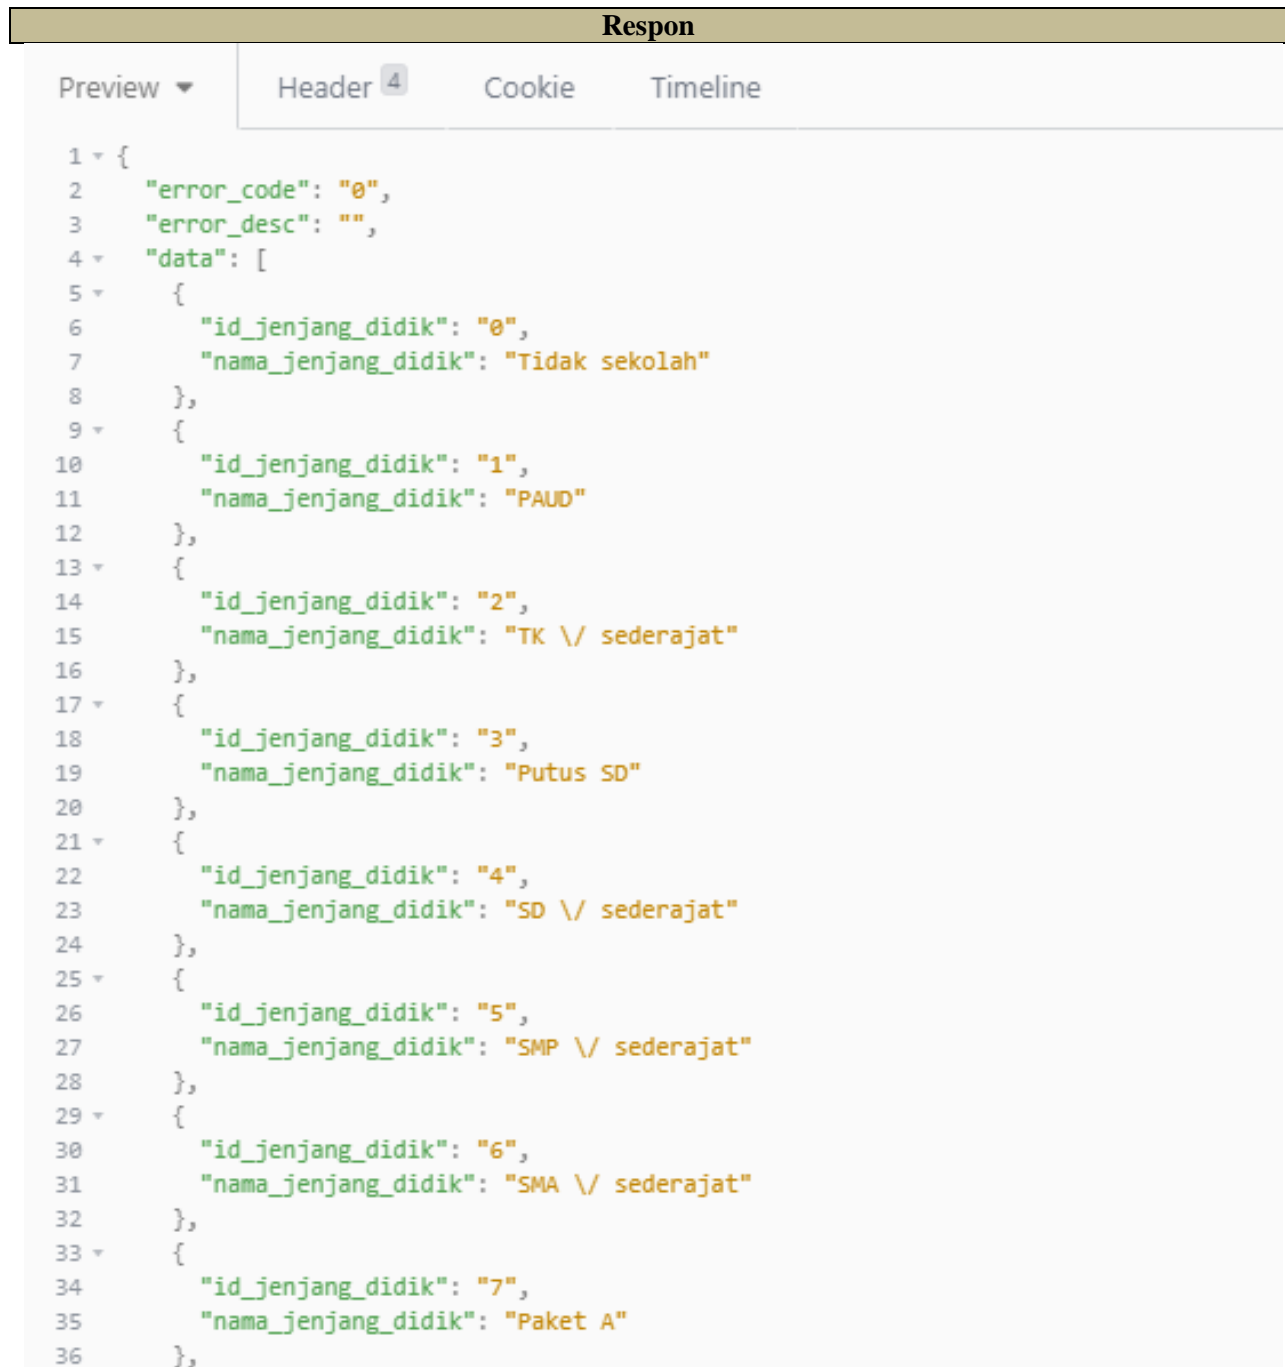 Respon
Preview Header 4 Cookie Timeline
1 {
2 "error_code": "0",
3 "error_desc": "",
4 "data": [
5 {
6 "id_jenjang_didik": "0",
7 "nama_jenjang_didik": "Tidak sekolah"
8 },
9 {
10 "id_jenjang_didik": "1",
11 "nama_jenjang_didik": "PAUD"
12 },
13 {
14 "id_jenjang_didik": "2",
15 "nama_jenjang_didik": "TK \/ sederajat"
16 },
17 {
18 "id_jenjang_didik": "3",
19 "nama_jenjang_didik": "Putus SD"
20 },
21 {
22 "id_jenjang_didik": "4",
23 "nama_jenjang_didik": "SD \/ sederajat"
24 },
25 {
26 "id_jenjang_didik": "5",
27 "nama_jenjang_didik": "SMP \/ sederajat"
28 },
29 {
30 "id_jenjang_didik": "6",
31 "nama_jenjang_didik": "SMA \/ sederajat"
32 },
33 {
34 "id_jenjang_didik": "7",
35 "nama_jenjang_didik": "Paket A"
36 },